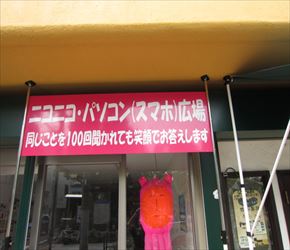 ニコニコ・パソコン(スマホ)広場
同じことを100回聞かれても笑顔でお答えします